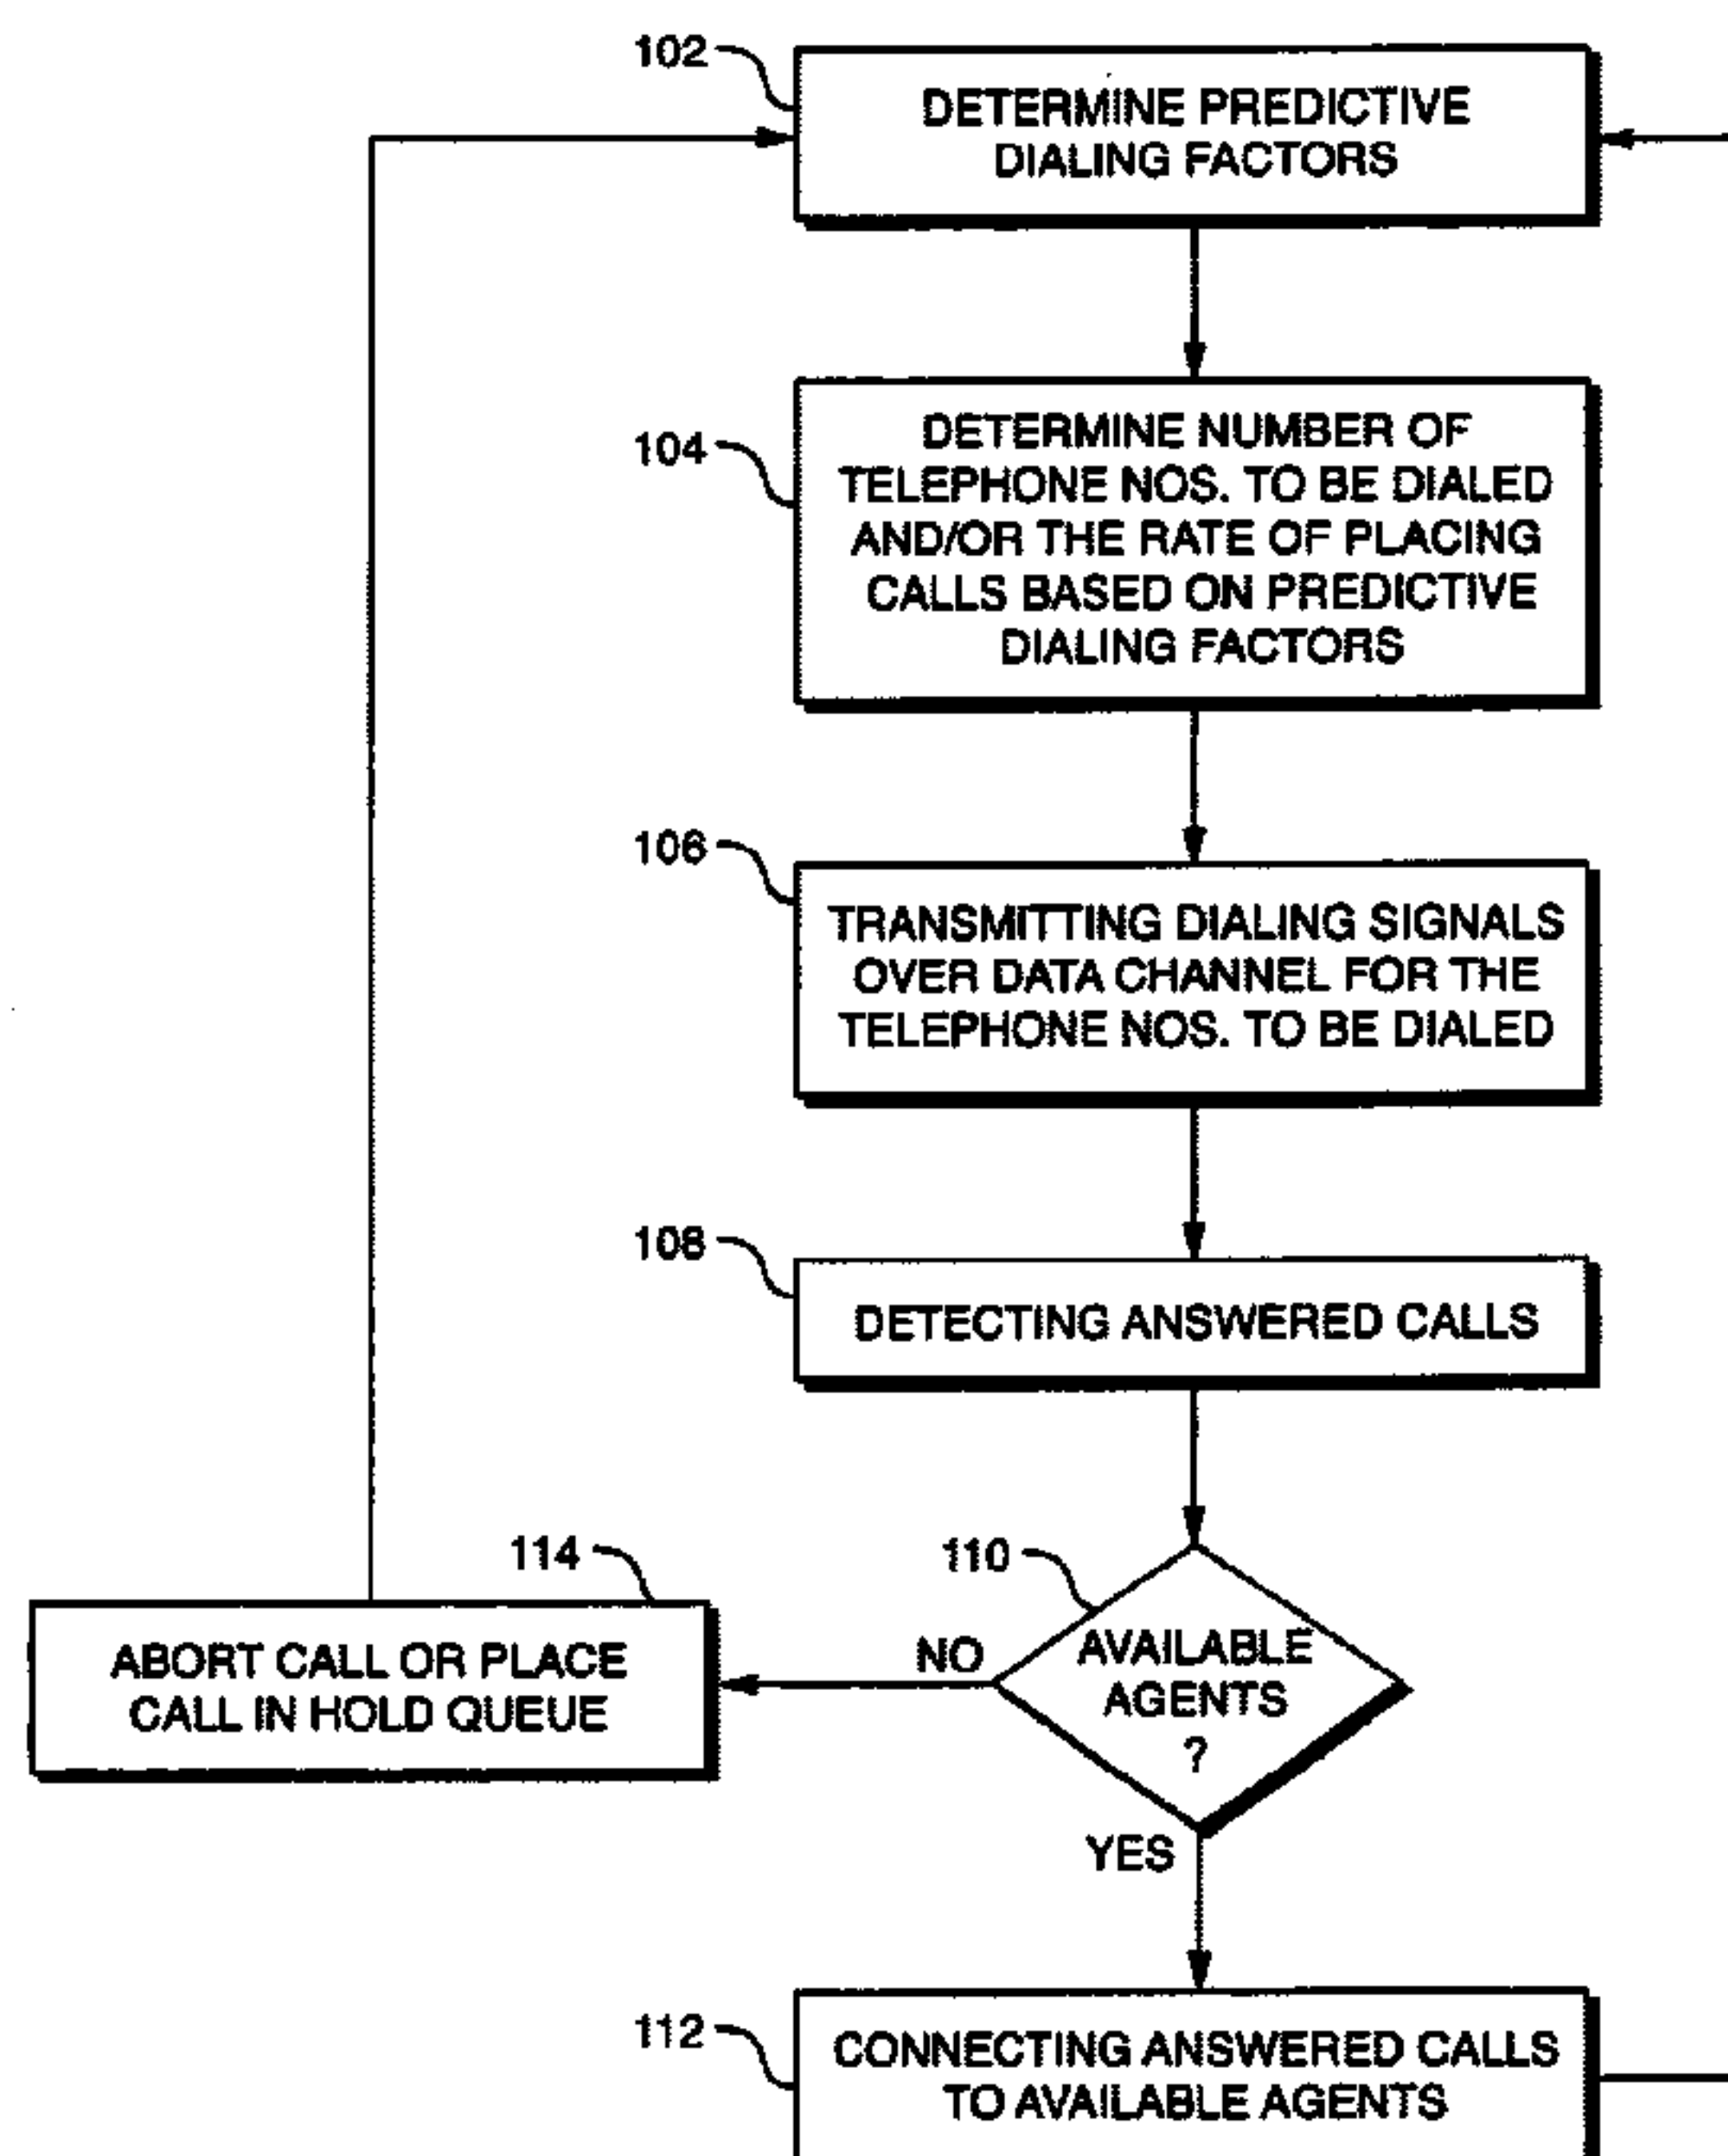 102
DETERMINE PREDICTIVE
DIALING FACTORS
104
DETERMINE NUMBER OF
TELEPHONE NOS. TO BE DIALED
AND/OR THE RATE OF PLACING
CALLS BASED ON PREDICTIVE
DIALING FACTORS
106
TRANSMITTING DIALING SIGNALS
OVER DATA CHANNEL FOR THE
TELEPHONE NOS. TO BE DIALED
108
DETECTING ANSWERED CALLS
110
AVAILABLE
AGENTS
?
NO
114
ABORT CALL OR PLACE
CALL IN HOLD QUEUE
YES
112
CONNECTING ANSWERED CALLS
TO AVAILABLE AGENTS